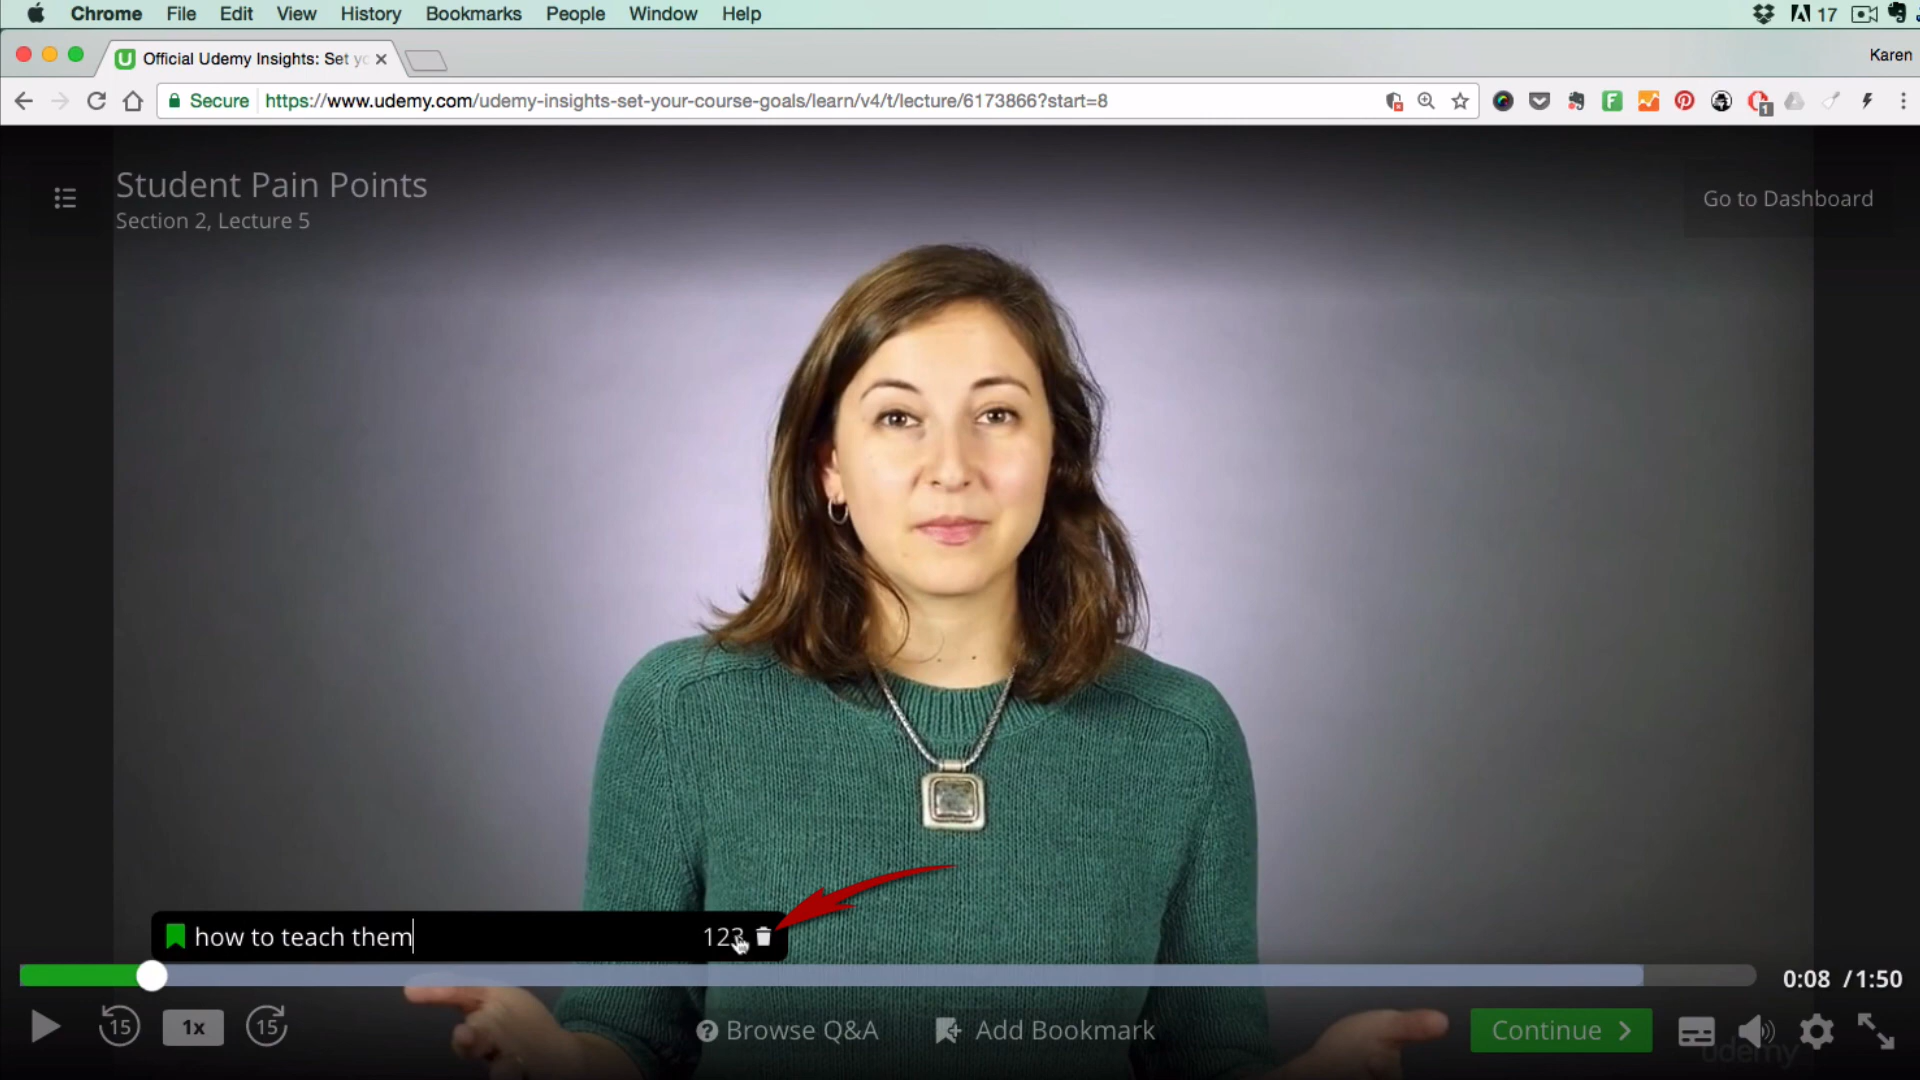 Chrome File Edit View History Bookmarks People Window Help 17
Official Udemy Insights: Set yo
Karen
Secure https://www.udemy.com/udemy-insights-set-your-course-goals/learn/v4/t/lecture/6173866?start=8
1
Student Pain Points
Section 2, Lecture 5
Go to Dashboard
how to teach them 123
0:08 / 1:50
15 1x 15 Browse Q&A Add Bookmark Continue
udemy